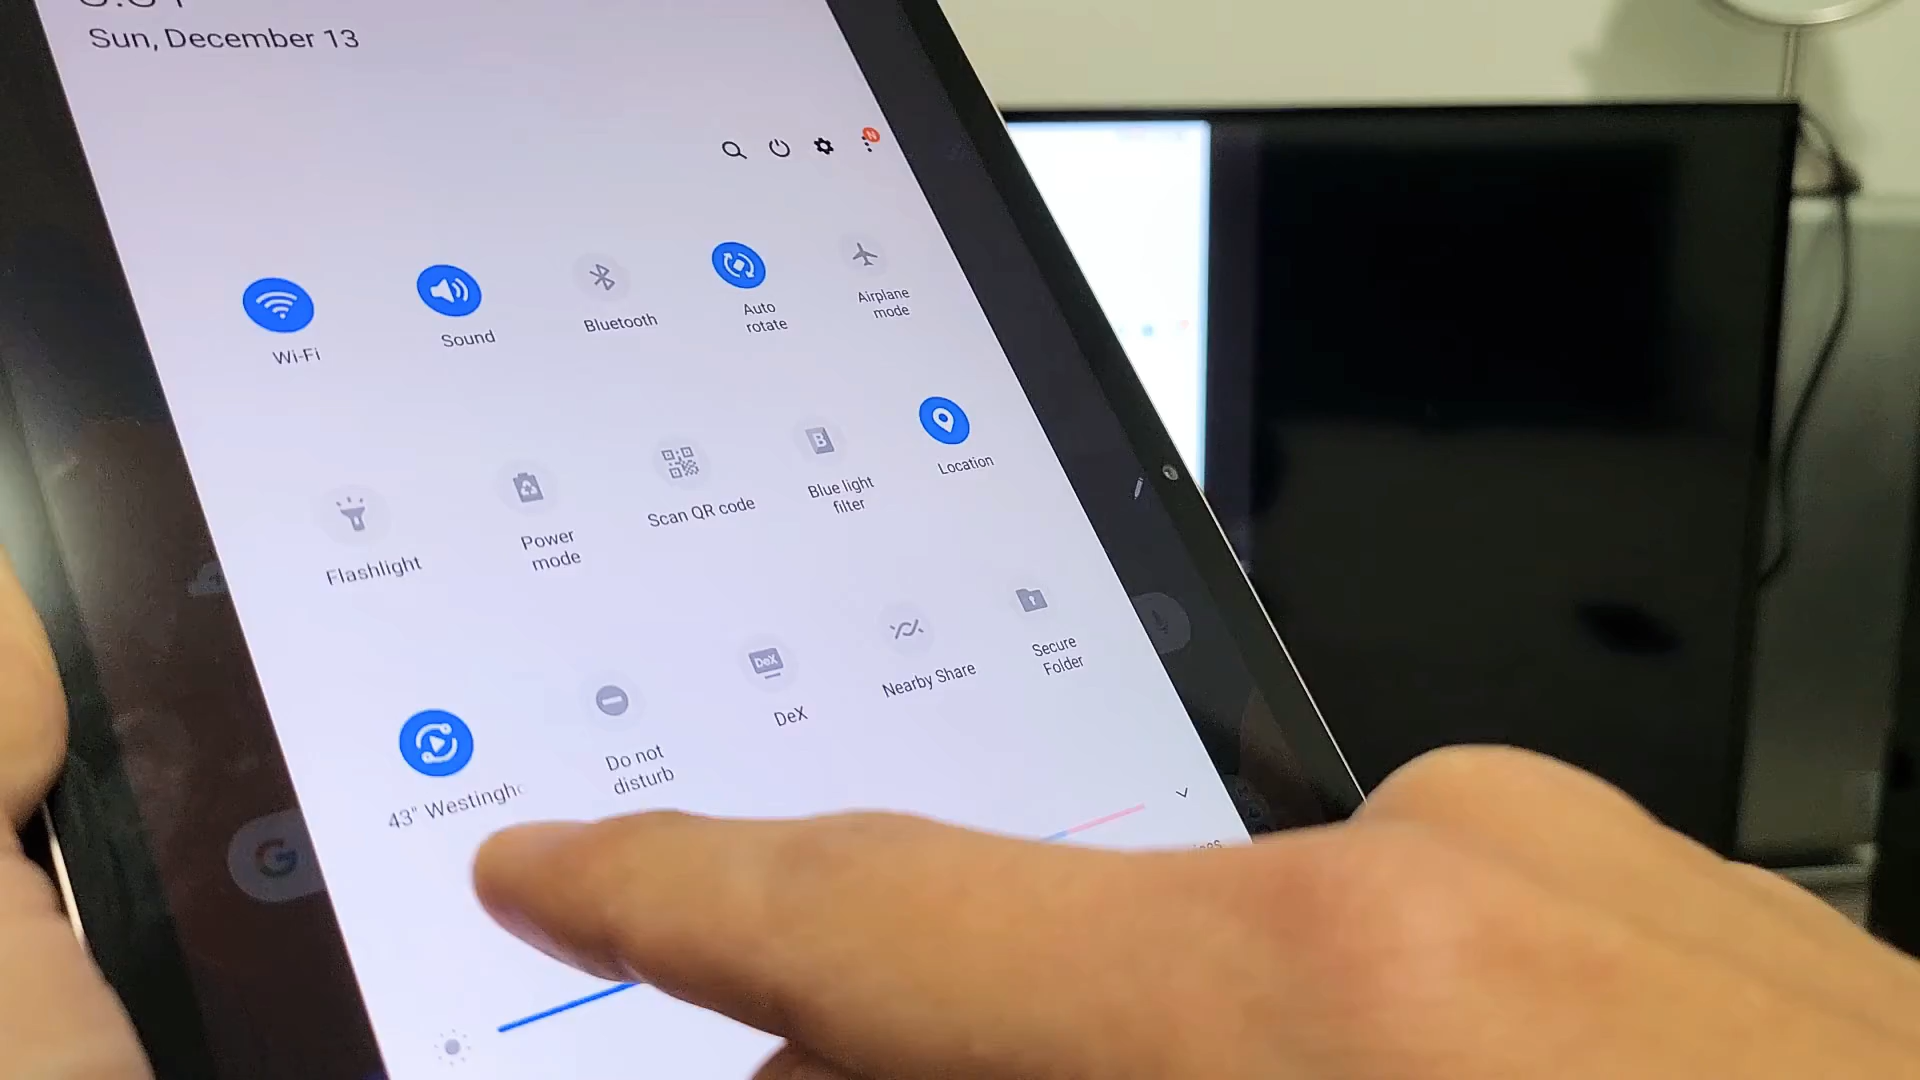 Sun, December 13
N
Wi-Fi
Sound
Bluetooth
Auto
rotate
Airplane
mode
Flashlight
Power
mode
Scan QR code
B
Blue light
filter
Location
43" Westingh
Do not
disturb
DeX
DeX
Nearby Share
Secure
Folder
G